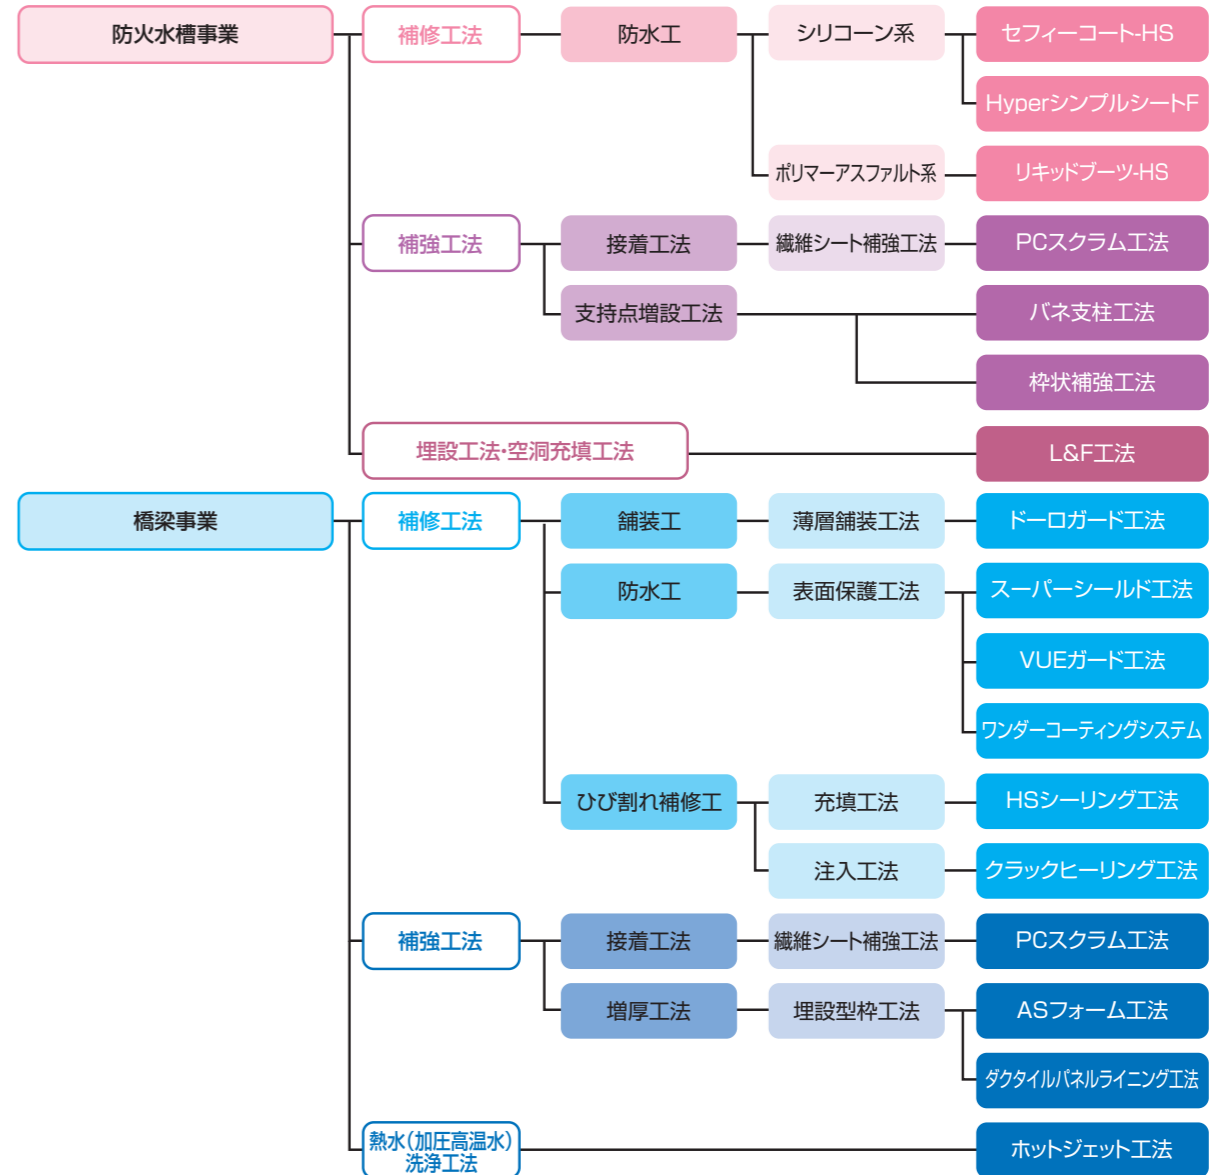 防火水槽事業
補修工法
防水工
シリコーン系
セフィーコート-HS
HyperシンプルシートF
ポリマーアスファルト系
リキッドブーツ-HS
補強工法
接着工法
繊維シート補強工法
PCスクラム工法
支持点増設工法
バネ支柱工法
枠状補強工法
埋設工法・空洞充填工法
L&F工法
橋梁事業
補修工法
舗装工
薄層舗装工法
ドーロガード工法
防水工
表面保護工法
スーパーシールド工法
VUEガード工法
ワンダーコーティングシステム
ひび割れ補修工
充填工法
HSシーリング工法
注入工法
クラックヒーリング工法
補強工法
接着工法
繊維シート補強工法
PCスクラム工法
増厚工法
埋設型枠工法
ASフォーム工法
ダクタイルパネルライニング工法
熱水（加圧高温水）
洗浄工法
ホットジェット工法